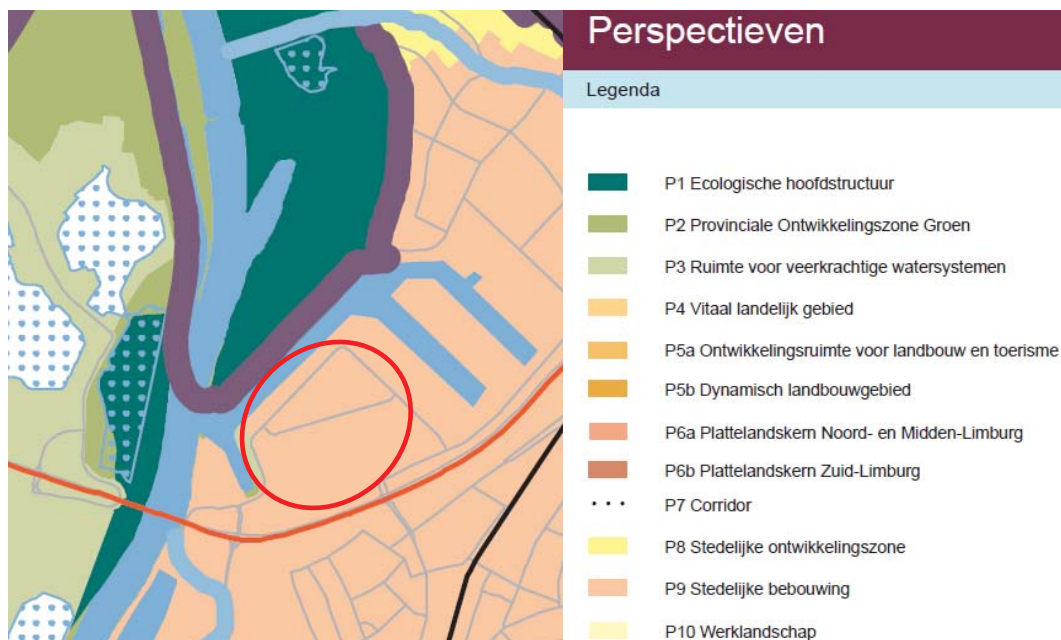 Perspectieven
Legenda
P1 Ecologische hoofdstructuur
P2 Provinciale Ontwikkelingszone Groen
P3 Ruimte voor veerkrachtige watersystemen
P4 Vitaal landelijk gebied
P5a Ontwikkelingsruimte voor landbouw en toerisme
P5b Dynamisch landbouwgebied
P6a Plattelandskern Noord- en Midden-Limburg
P6b Plattelandskern Zuid-Limburg
P7 Corridor
P8 Stedelijke ontwikkelingszone
P9 Stedelijke bebouwing
P10 Werklandschap